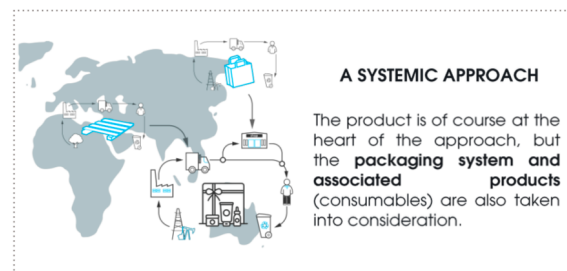 A SYSTEMIC APPROACH
The product is of course at the
heart of the approach, but
the packaging system and
associated products
(consumables) are also taken
into consideration.